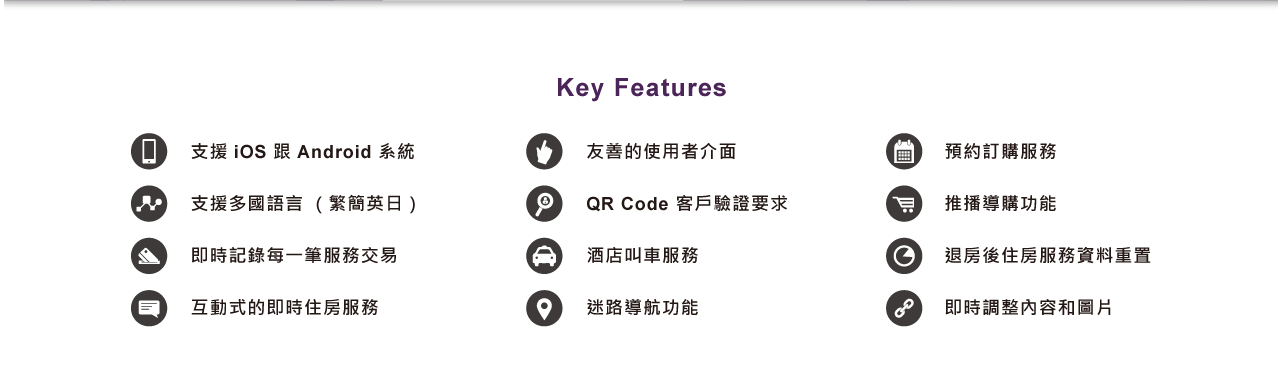 Key Features
支援 iOS 跟 Android 系統
支援多國語言 ( 繁簡英日 )
即時記錄每一筆服務交易
互動式的即時住房服務
友善的使用者介面
QR Code 客戶驗證要求
酒店叫車服務
迷路導航功能
預約訂購服務
推播導購功能
退房後住房服務資料重置
即時調整內容和圖片